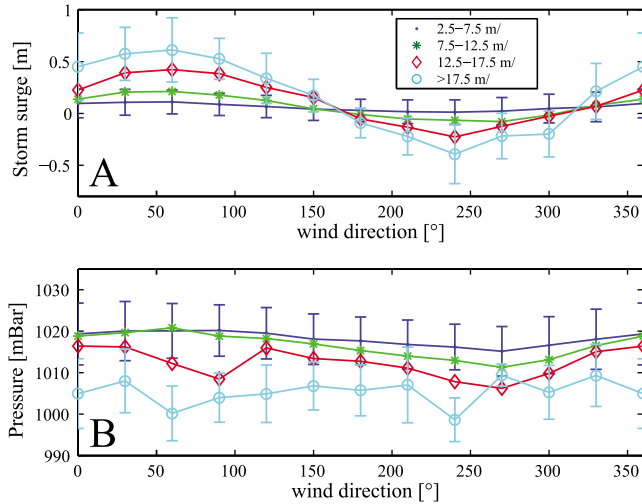 1
0.5
0
−0.5
Storm surge [m]
A
2.5−7.5 m/
7.5−12.5 m/
12.5−17.5 m/
>17.5 m/
0 50 100 150 200 250 300 350
wind direction [°]
1030
1020
1010
1000
990
Pressure [mBar]
B
0 50 100 150 200 250 300 350
wind direction [°]